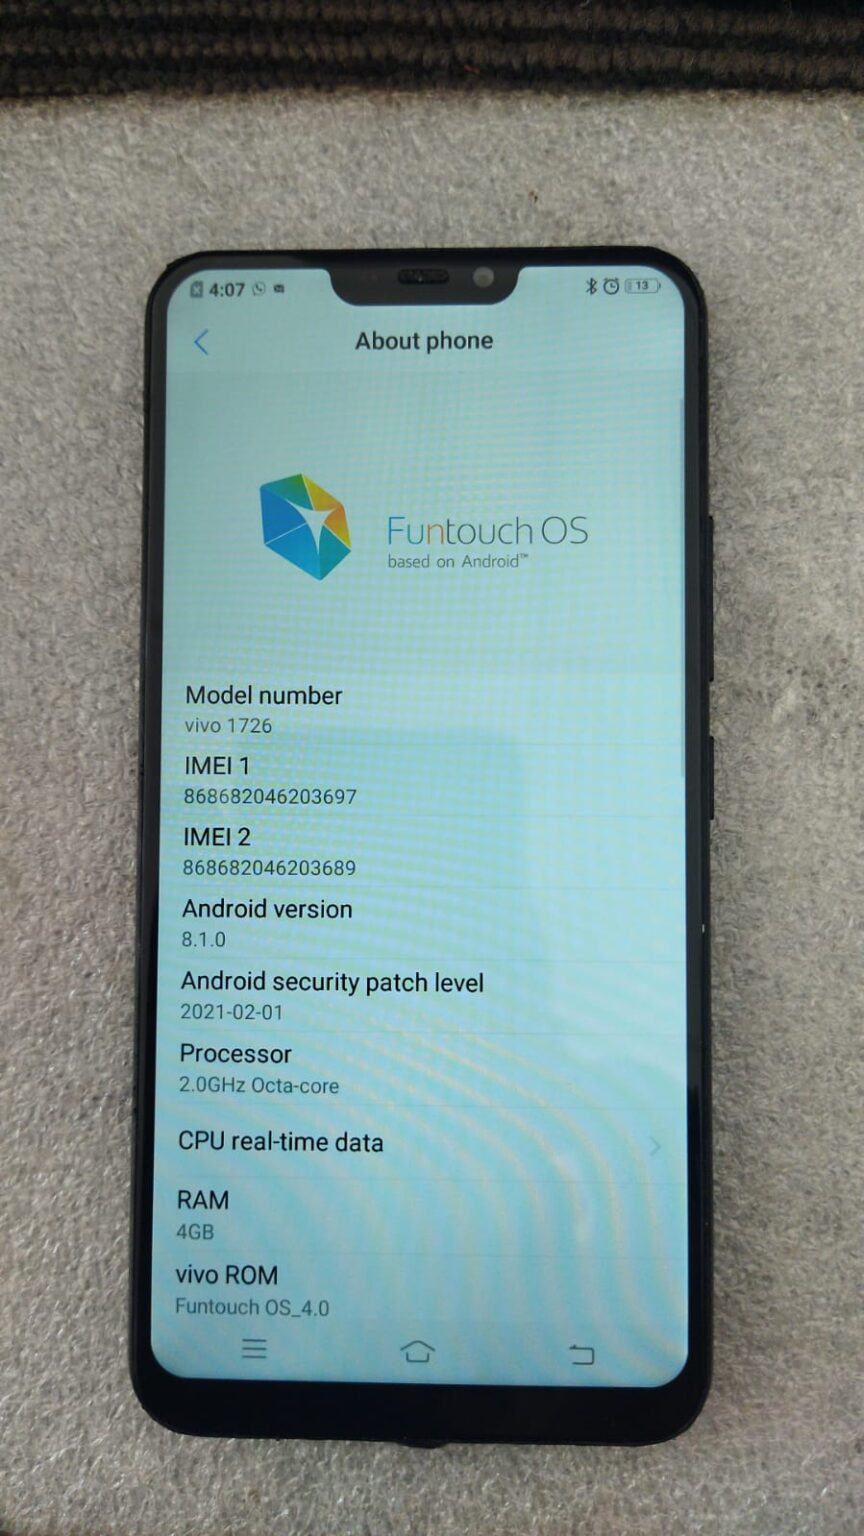 4:07
13
About phone
Funtouch OS
based on Android™
Model number
vivo 1726
IMEI 1
868682046203697
IMEI 2
868682046203689
Android version
8.1.0
Android security patch level
2021-02-01
Processor
2.0GHz Octa-core
CPU real-time data
RAM
4GB
vivo ROM
Funtouch OS_4.0